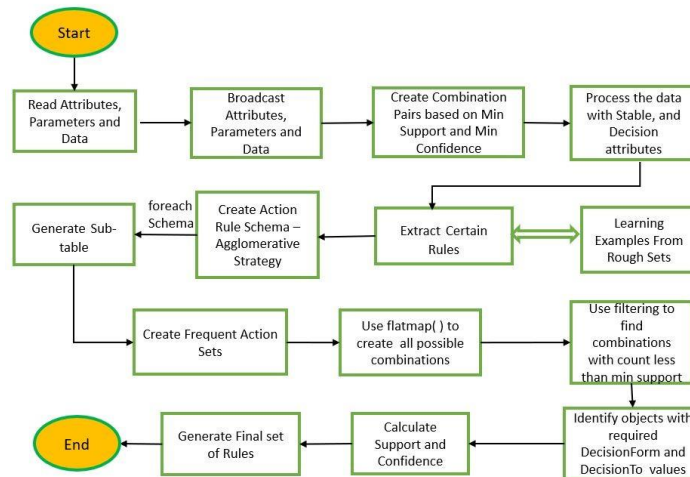 Start
Read Attributes,
Parameters and
Data
Broadcast
Attributes,
Parameters and
Data
Create Combination
Pairs based on Min
Support and Min
Confidence
Process the data
with Stable, and
Decision
attributes
Generate Sub-
table
foreach
Schema
Create Action
Rule Schema –
Agglomerative
Strategy
Extract Certain
Rules
Learning
Examples From
Rough Sets
Create Frequent Action
Sets
Use flatmap( ) to
create all possible
combinations
Use filtering to
find
combinations
with count less
than min support
End
Generate Final set
of Rules
Calculate
Support and
Confidence
Identify objects with
required
DecisionForm and
DecisionTo values